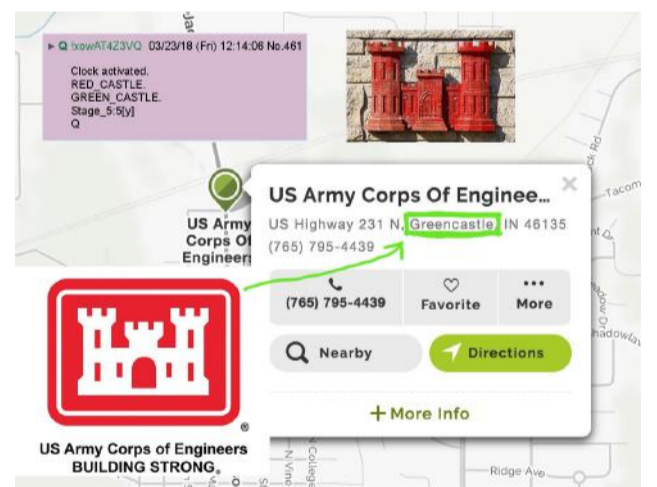 ▶ Q !xowAT4Z3VQ 03/23/18 (Fri) 12:14:06 No.461
Clock activated.
RED_CASTLE.
GREEN_CASTLE.
Stage_5:5[y]
Q
US Army
Corps Of
Engineers
US Army Corps Of Enginee...
US Highway 231 N, Greencastle, IN 46135
(765) 795-4439
(765) 795-4439
Favorite
More
Nearby
Directions
+ More Info
US Army Corps of Engineers
BUILDING STRONG®
®
N College
Ridge Ave
Tacom